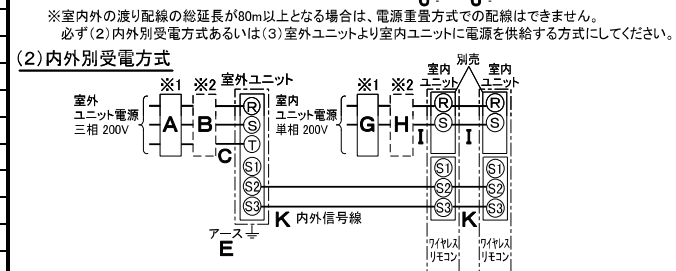 ※室内外の渡り配線の総延長が80m以上となる場合は、電源重畳方式での配線はできません。
必ず(2)内外別受電方式あるいは(3)室外ユニットより室内ユニットに電源を供給する方式にしてください。
(2)内外別受電方式
※1 ※2 室外ユニット
室外
ユニット電源
三相 200V
A B C
R
S
T
S1
S2
S3
アース
E
K 内外信号線
室内
ユニット電源
単相 200V
※1 ※2
G H
室内
ユニット
別売
室内
ユニット
R R
I S I S
S1 S1
S2 S2
S3 K S3
ワイヤレス
リモコン
ワイヤレス
リモコン